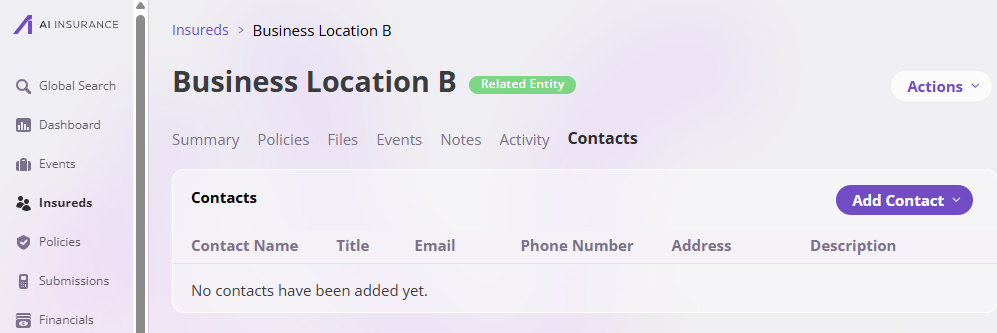 AI INSURANCE
Global Search
Dashboard
Events
Insureds
Policies
Submissions
Financials
Insureds > Business Location B
Business Location B Related Entity
Actions
Summary Policies Files Events Notes Activity Contacts
Contacts
Add Contact
Contact Name Title Email Phone Number Address Description
No contacts have been added yet.